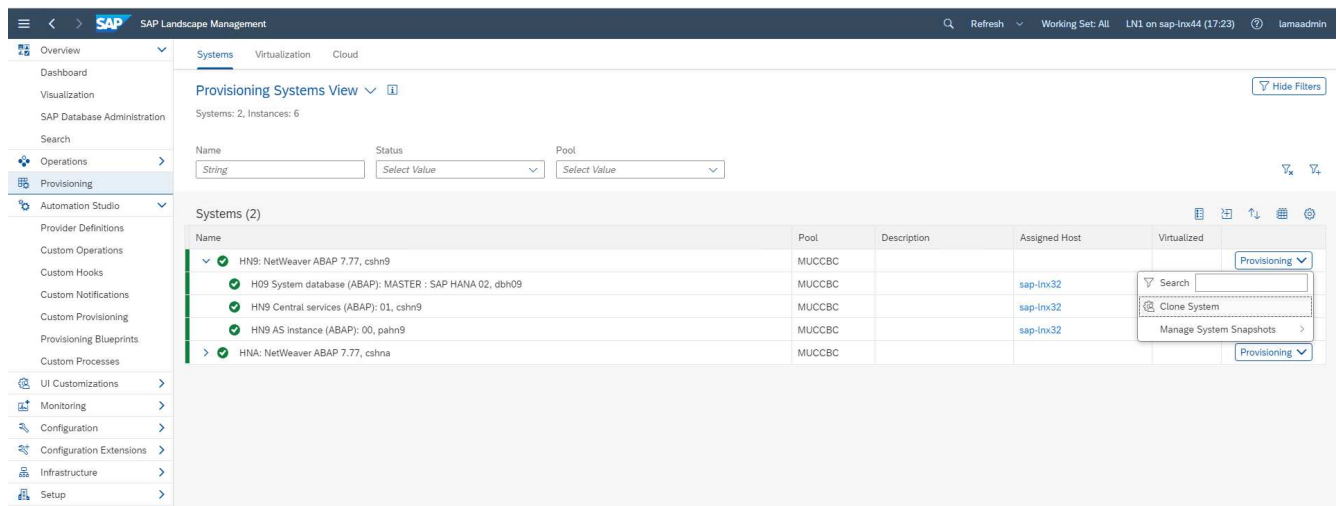 SAP SAP Landscape Management Refresh Working Set: All LN1 on sap-lnx44 (17:23) lamaadmin
Overview
Dashboard
Visualization
SAP Database Administration
Search
Operations
Provisioning
Automation Studio
Provider Definitions
Custom Operations
Custom Hooks
Custom Notifications
Custom Provisioning
Provisioning Blueprints
Custom Processes
UI Customizations
Monitoring
Configuration
Configuration Extensions
Infrastructure
Setup
Systems Virtualization Cloud
Provisioning Systems View
Hide Filters
Systems: 2, Instances: 6
Name Status Pool
String Select Value Select Value
Systems (2)
Name Pool Description Assigned Host Virtualized
HN9: NetWeaver ABAP 7.77, cshn9 MUCCBC Provisioning
H09 System database (ABAP): MASTER : SAP HANA 02, dbh09 MUCCBC sap-lnx32
HN9 Central services (ABAP): 01, cshn9 MUCCBC sap-lnx32
HN9 AS instance (ABAP): 00, pahn9 MUCCBC sap-lnx32
HNA: NetWeaver ABAP 7.77, cshna MUCCBC Provisioning
Search
Clone System
Manage System Snapshots